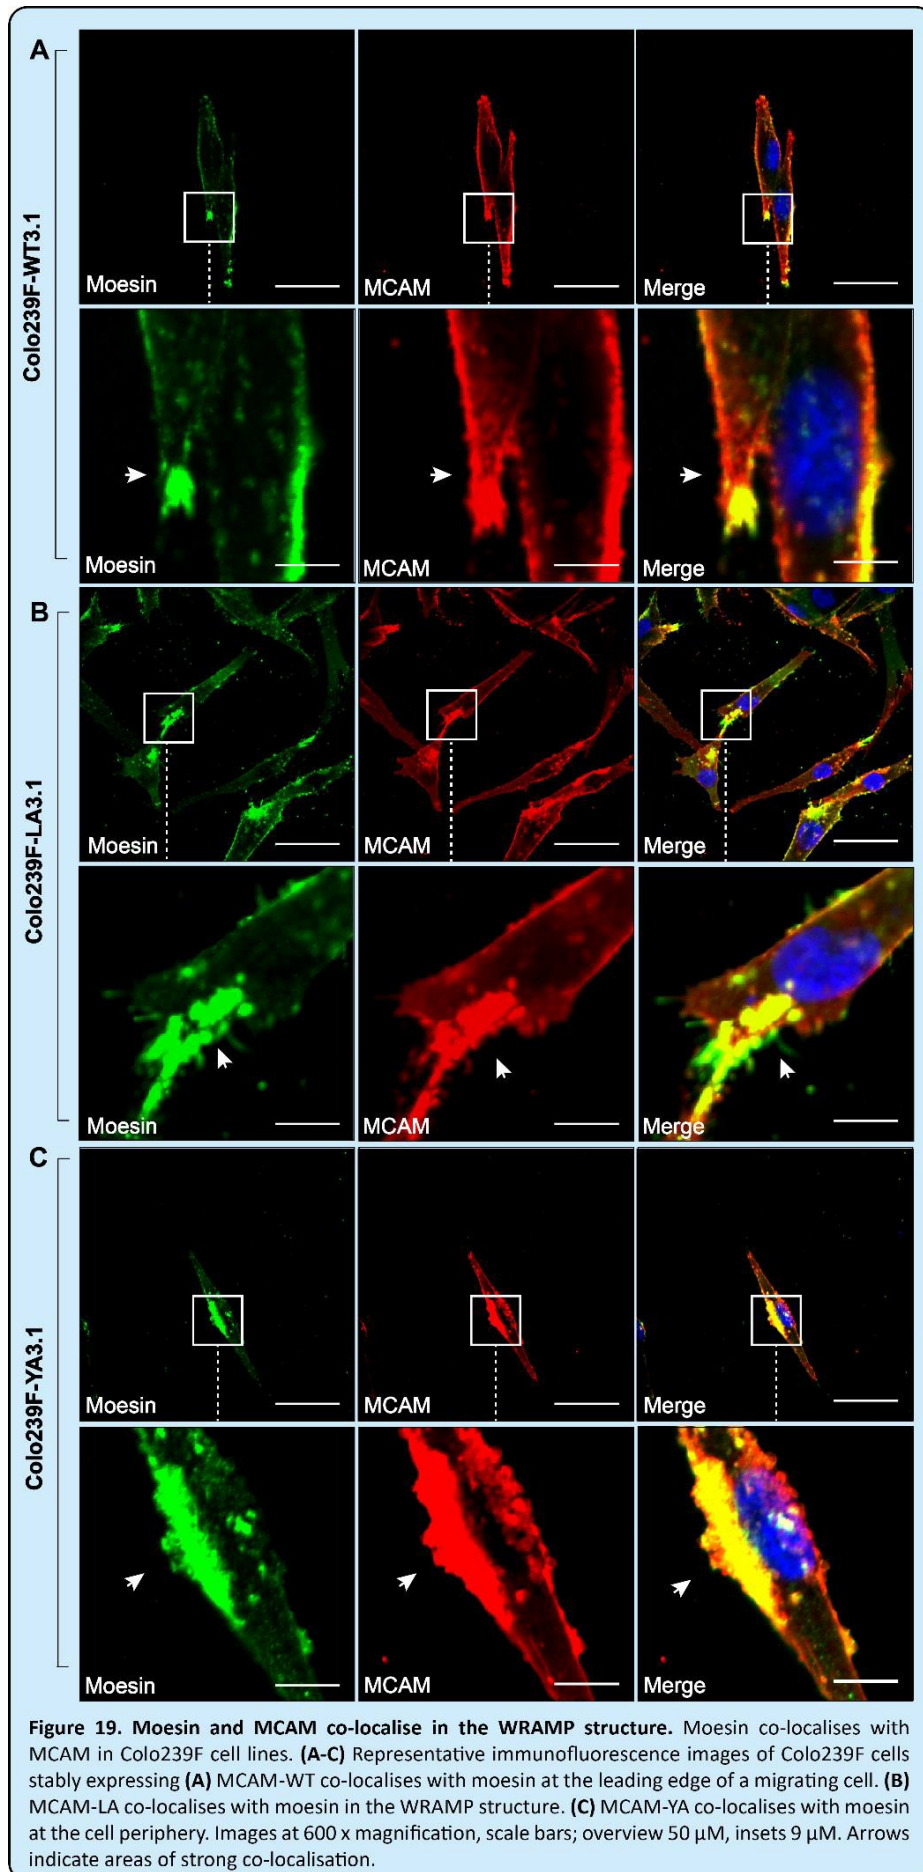 A
Colo239F-WT3.1
Moesin
MCAM
Merge
Moesin
MCAM
Merge
B
Colo239F-LA3.1
Moesin
MCAM
Merge
Moesin
MCAM
Merge
C
Colo239F-YA3.1
Moesin
MCAM
Merge
Moesin
MCAM
Merge
Figure 19. Moesin and MCAM co-localise in the WRAMP structure. Moesin co-localises with
MCAM in Colo239F cell lines. (A-C) Representative immunofluorescence images of Colo239F cells
stably expressing (A) MCAM-WT co-localises with moesin at the leading edge of a migrating cell. (B)
MCAM-LA co-localises with moesin in the WRAMP structure. (C) MCAM-YA co-localises with moesin
at the cell periphery. Images at 600 x magnification, scale bars; overview 50 μM, insets 9 μM. Arrows
indicate areas of strong co-localisation.